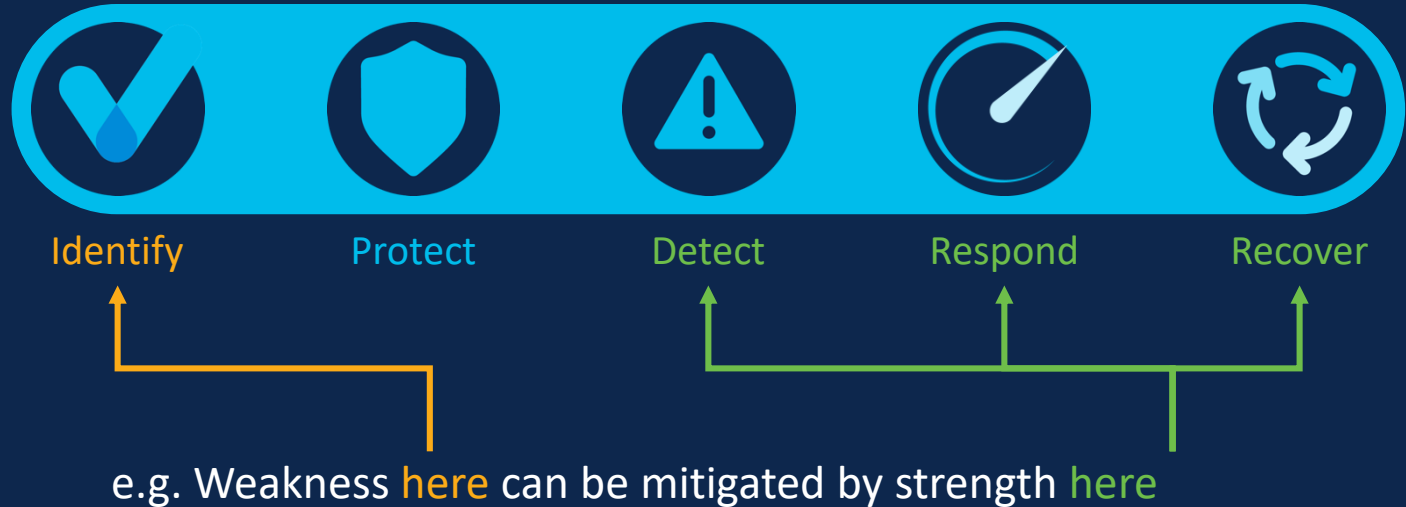 Identify Protect Detect Respond Recover
e.g. Weakness here can be mitigated by strength here